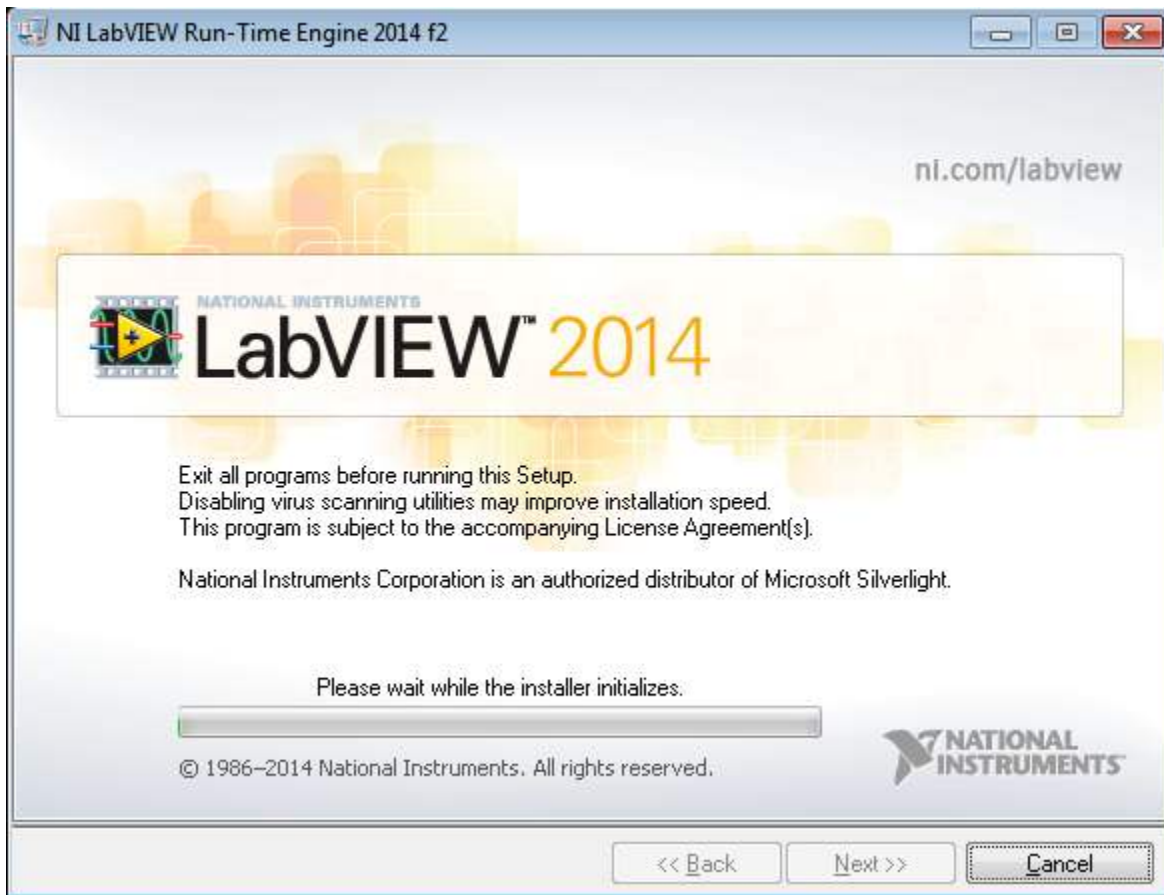 NI LabVIEW Run-Time Engine 2014 f2
ni.com/labview
NATIONAL INSTRUMENTS
LabVIEW™ 2014
Exit all programs before running this Setup.
Disabling virus scanning utilities may improve installation speed.
This program is subject to the accompanying License Agreement(s).
National Instruments Corporation is an authorized distributor of Microsoft Silverlight.
Please wait while the installer initializes.
© 1986–2014 National Instruments. All rights reserved.
NATIONAL
INSTRUMENTS
<< Back Next >> Cancel